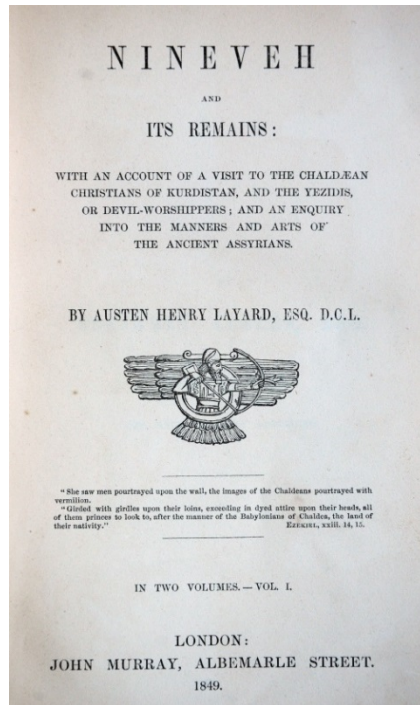 NINEVEH
AND
ITS REMAINS:
WITH AN ACCOUNT OF A VISIT TO THE CHALDÆAN
CHRISTIANS OF KURDISTAN, AND THE YEZIDIS,
OR DEVIL-WORSHIPPERS; AND AN ENQUIRY
INTO THE MANNERS AND ARTS OF
THE ANCIENT ASSYRIANS.
BY AUSTEN HENRY LAYARD, ESQ. D.C.L.
"She saw men pourtrayed upon the wall, the images of the Chaldeans pourtrayed with
vermilion.
"Girded with girdles upon their loins, exceeding in dyed attire upon their heads, all
of them princes to look to, after the manner of the Babylonians of Chaldea, the land of
their nativity." EZEKIEL, xxiii. 14, 15.
IN TWO VOLUMES.—VOL. I.
LONDON:
JOHN MURRAY, ALBEMARLE STREET.
1849.